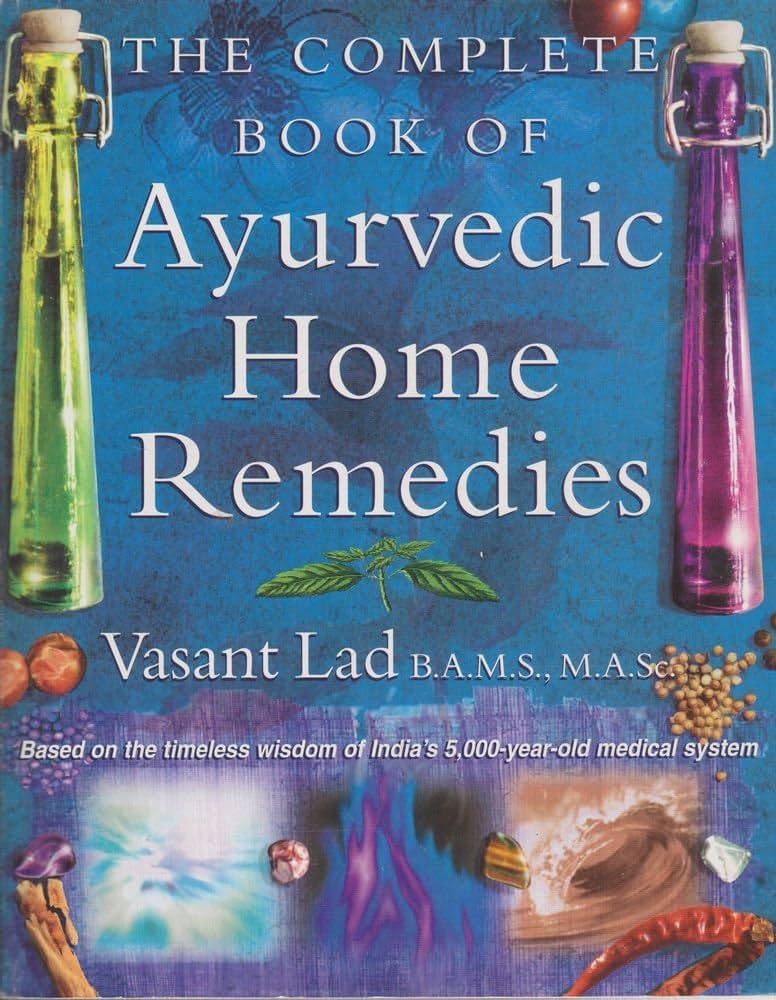 THE COMPLETE
BOOK OF
Ayurvedic
Home
Remedies
Vasant Lad B.A.M.S., M.A.Sc.
Based on the timeless wisdom of India's 5,000-year-old medical system